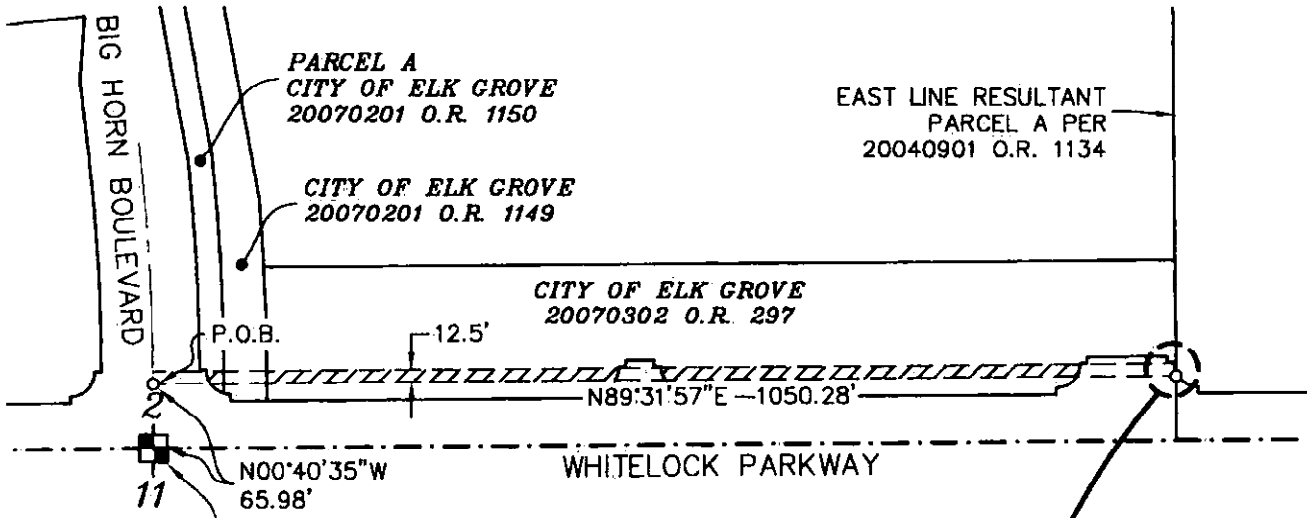 BIG HORN BOULEVARD
PARCEL A
CITY OF ELK GROVE
20070201 O.R. 1150
EAST LINE RESULTANT
PARCEL A PER
20040901 O.R. 1134
CITY OF ELK GROVE
20070201 O.R. 1149
CITY OF ELK GROVE
20070302 O.R. 297
P.O.B.
12.5'
N89°31'57"E —1050.28'
2
11
N00°40'35"W
65.98'
WHITELOCK PARKWAY